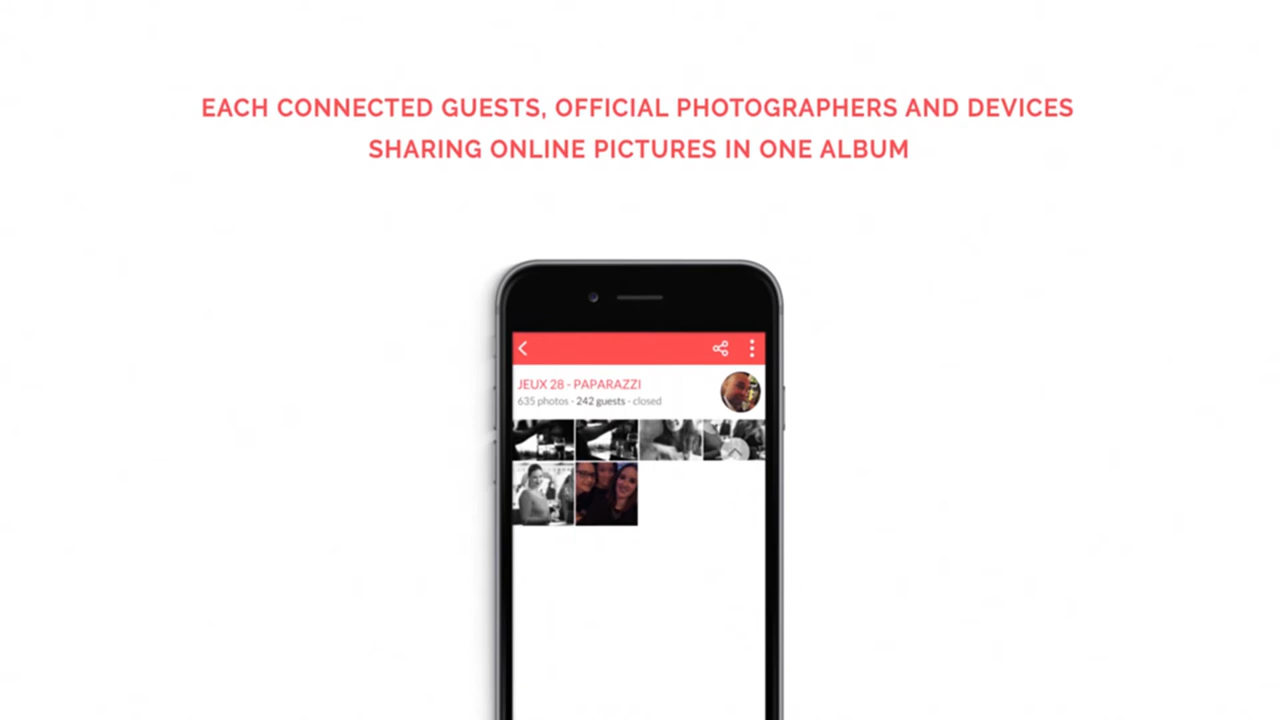 EACH CONNECTED GUESTS, OFFICIAL PHOTOGRAPHERS AND DEVICES
SHARING ONLINE PICTURES IN ONE ALBUM
JEUX 28 - PAPARAZZI
635 photos - 242 guests - closed